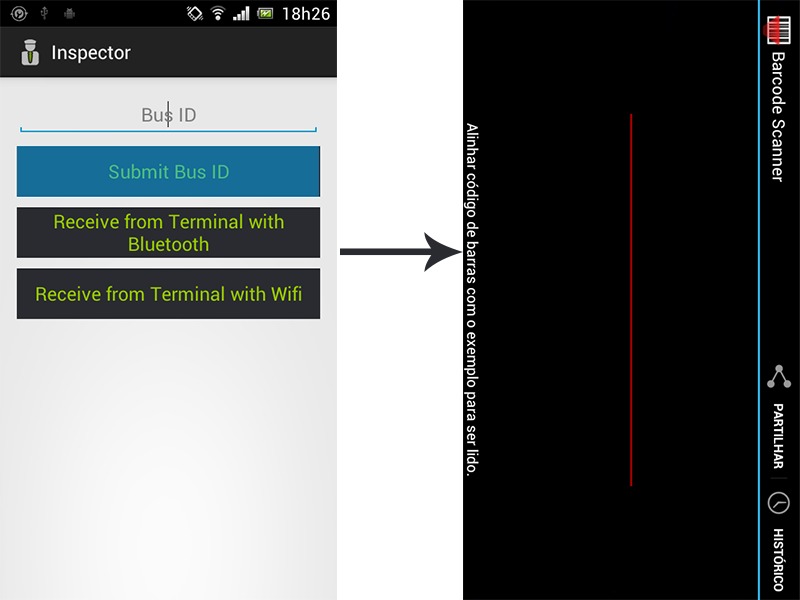 18h26
Inspector
Bus ID
Submit Bus ID
Receive from Terminal with
Bluetooth
Receive from Terminal with Wifi
Barcode Scanner
PARTILHAR
HISTÓRICO
Alinhar código de barras com o exemplo para ser lido.